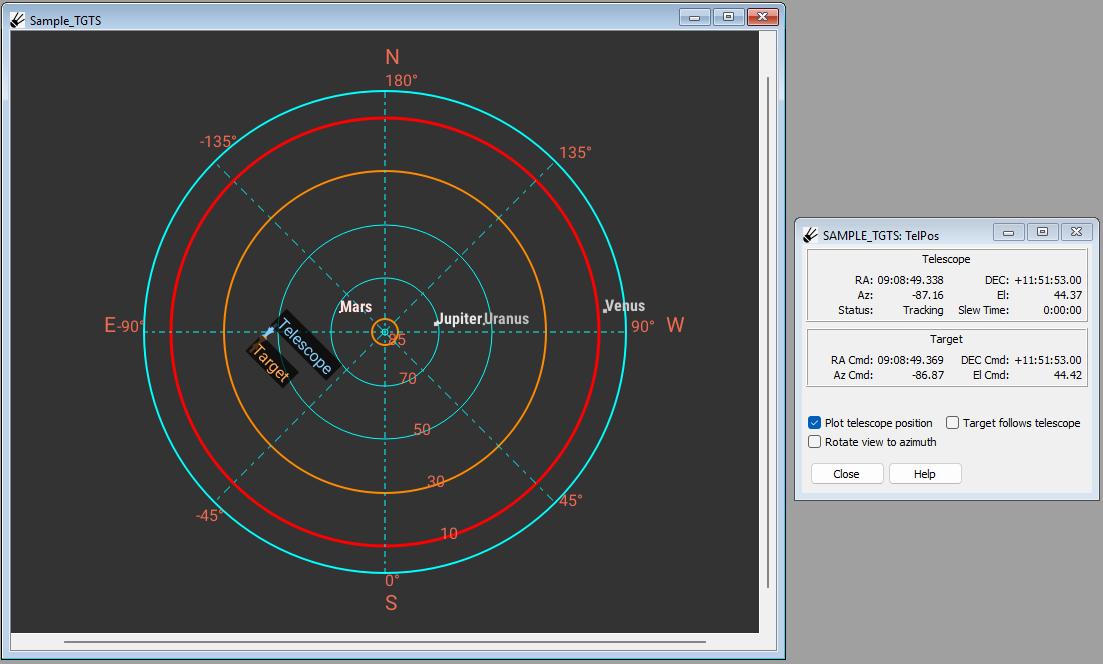 Sample_TGTS
N
180°
-135°
135°
Mars
Venus
Jupiter
Uranus
E
-90°
90°
W
Telescope
Target
85
70
50
30
10
-45°
45°
0°
S
SAMPLE_TGTS: TelPos
Telescope
RA: 09:08:49.338 DEC: +11:51:53.00
Az: -87.16 El: 44.37
Status: Tracking Slew Time: 0:00:00
Target
RA Cmd: 09:08:49.369 DEC Cmd: +11:51:53.00
Az Cmd: -86.87 El Cmd: 44.42
Plot telescope position Target follows telescope
Rotate view to azimuth
Close Help